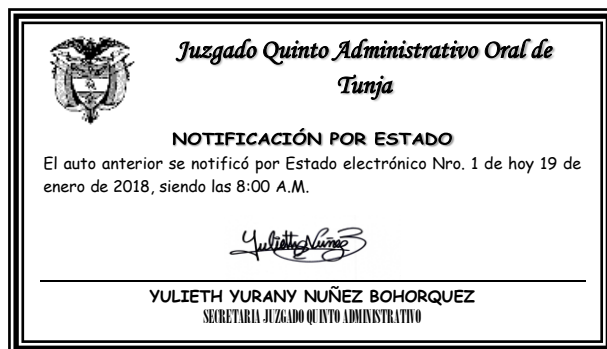 Juzgado Quinto Administrativo Oral de
Tunja
NOTIFICACIÓN POR ESTADO
El auto anterior se notificó por Estado electrónico Nro. 1 de hoy 19 de
enero de 2018, siendo las 8:00 A.M.
Yulieth Nuñez B
YULIETH YURANY NUÑEZ BOHORQUEZ
SECRETARIA JUZGADO QUINTO ADMINISTRATIVO